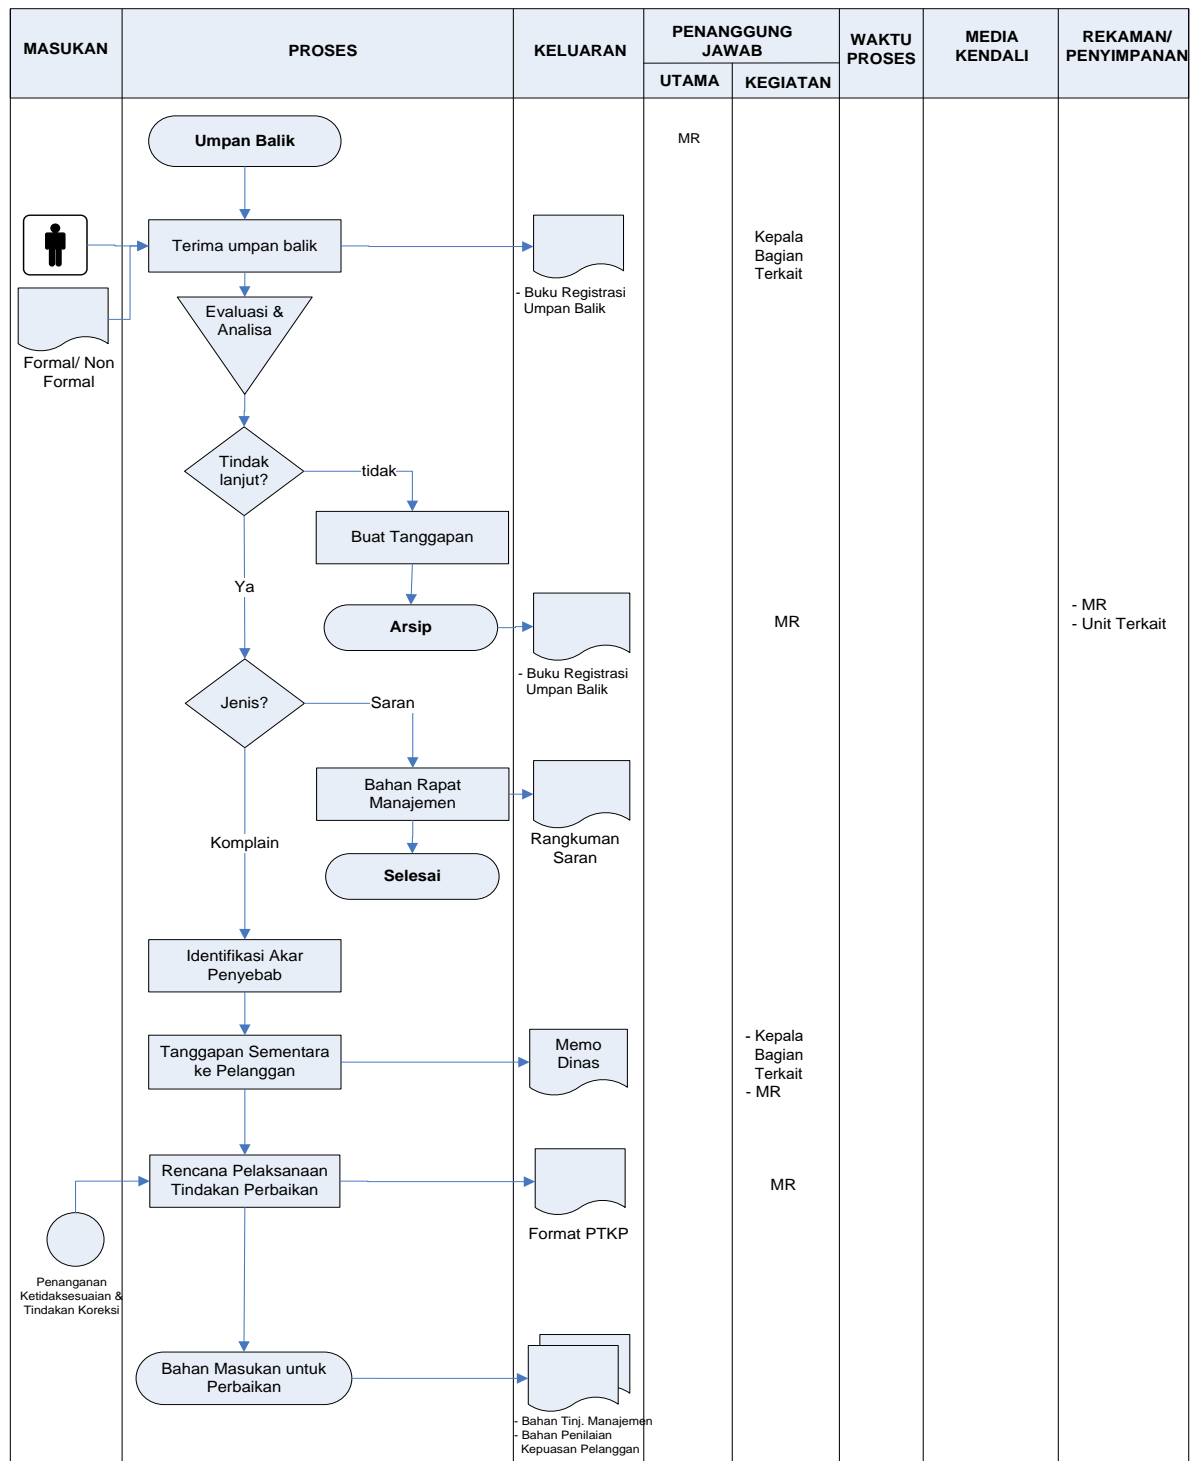 MASUKAN
PROSES
KELUARAN
PENANGGUNG
JAWAB
UTAMA
KEGIATAN
WAKTU
PROSES
MEDIA
KENDALI
REKAMAN/
PENYIMPANAN
Umpan Balik
MR
Terima umpan balik
Kepala
Bagian
Terkait
- Buku Registrasi
Umpan Balik
Formal/ Non
Formal
Evaluasi &
Analisa
Tindak
lanjut?
tidak
Buat Tanggapan
Ya
Arsip
MR
- MR
- Unit Terkait
- Buku Registrasi
Umpan Balik
Jenis?
Saran
Bahan Rapat
Manajemen
Rangkuman
Saran
Komplain
Selesai
Identifikasi Akar
Penyebab
Tanggapan Sementara
ke Pelanggan
Memo
Dinas
- Kepala
Bagian
Terkait
- MR
Rencana Pelaksanaan
Tindakan Perbaikan
MR
Format PTKP
Penanganan
Ketidaksesuaian &
Tindakan Koreksi
Bahan Masukan untuk
Perbaikan
- Bahan Tinj. Manajemen
- Bahan Penilaian
Kepuasan Pelanggan